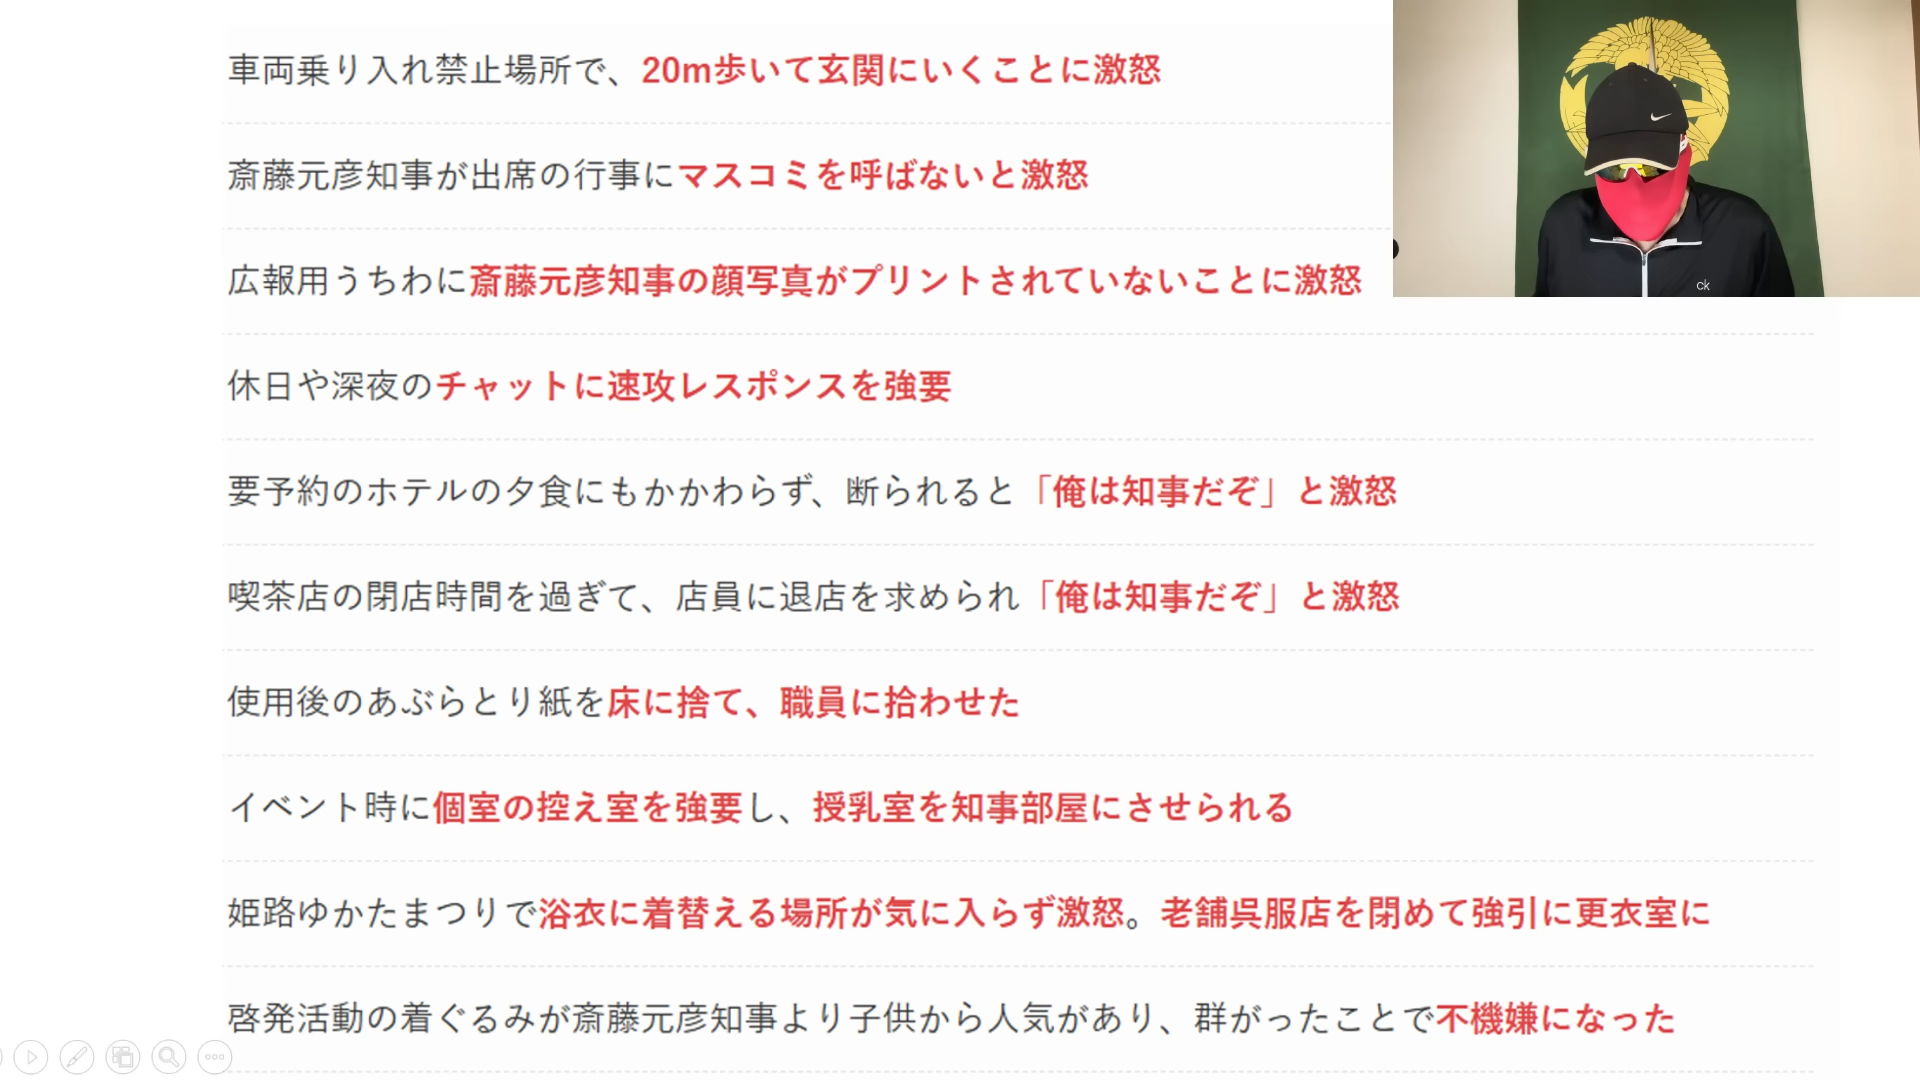 車両乗り入れ禁止場所で、20m歩いて玄関にいくことに激怒
斎藤元彦知事が出席の行事にマスコミを呼ばないと激怒
広報用うちわに斎藤元彦知事の顔写真がプリントされていないことに激怒
休日や深夜のチャットに速攻レスポンスを強要
要予約のホテルの夕食にもかかわらず、断られると「俺は知事だぞ」と激怒
喫茶店の閉店時間を過ぎて、店員に退店を求められ「俺は知事だぞ」と激怒
使用後のあぶらとり紙を床に捨て、職員に拾わせた
イベント時に個室の控え室を強要し、授乳室を知事部屋にさせられる
姫路ゆかたまつりで浴衣に着替える場所が気に入らず激怒。老舗呉服店を閉めて強引に更衣室に
啓発活動の着ぐるみが斎藤元彦知事より子供から人気があり、群がったことで不機嫌になった
ck